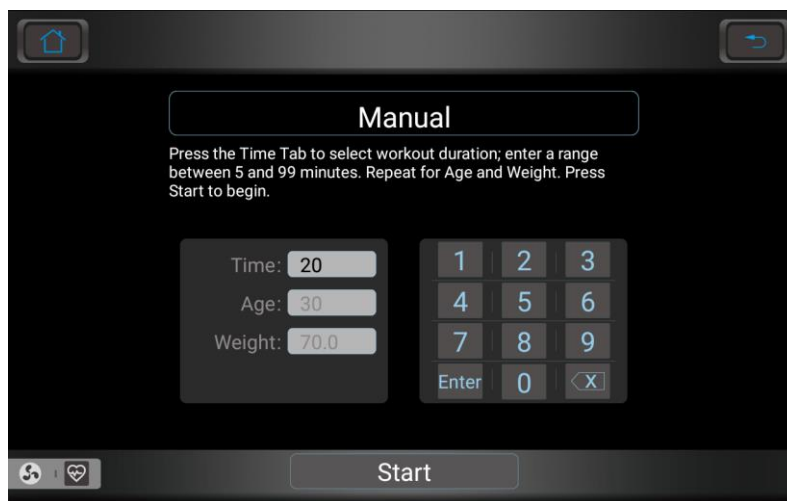 Manual
Press the Time Tab to select workout duration; enter a range
between 5 and 99 minutes. Repeat for Age and Weight. Press
Start to begin.
Time: 20
Age: 30
Weight: 70.0
1 2 3
4 5 6
7 8 9
Enter 0 X
Start